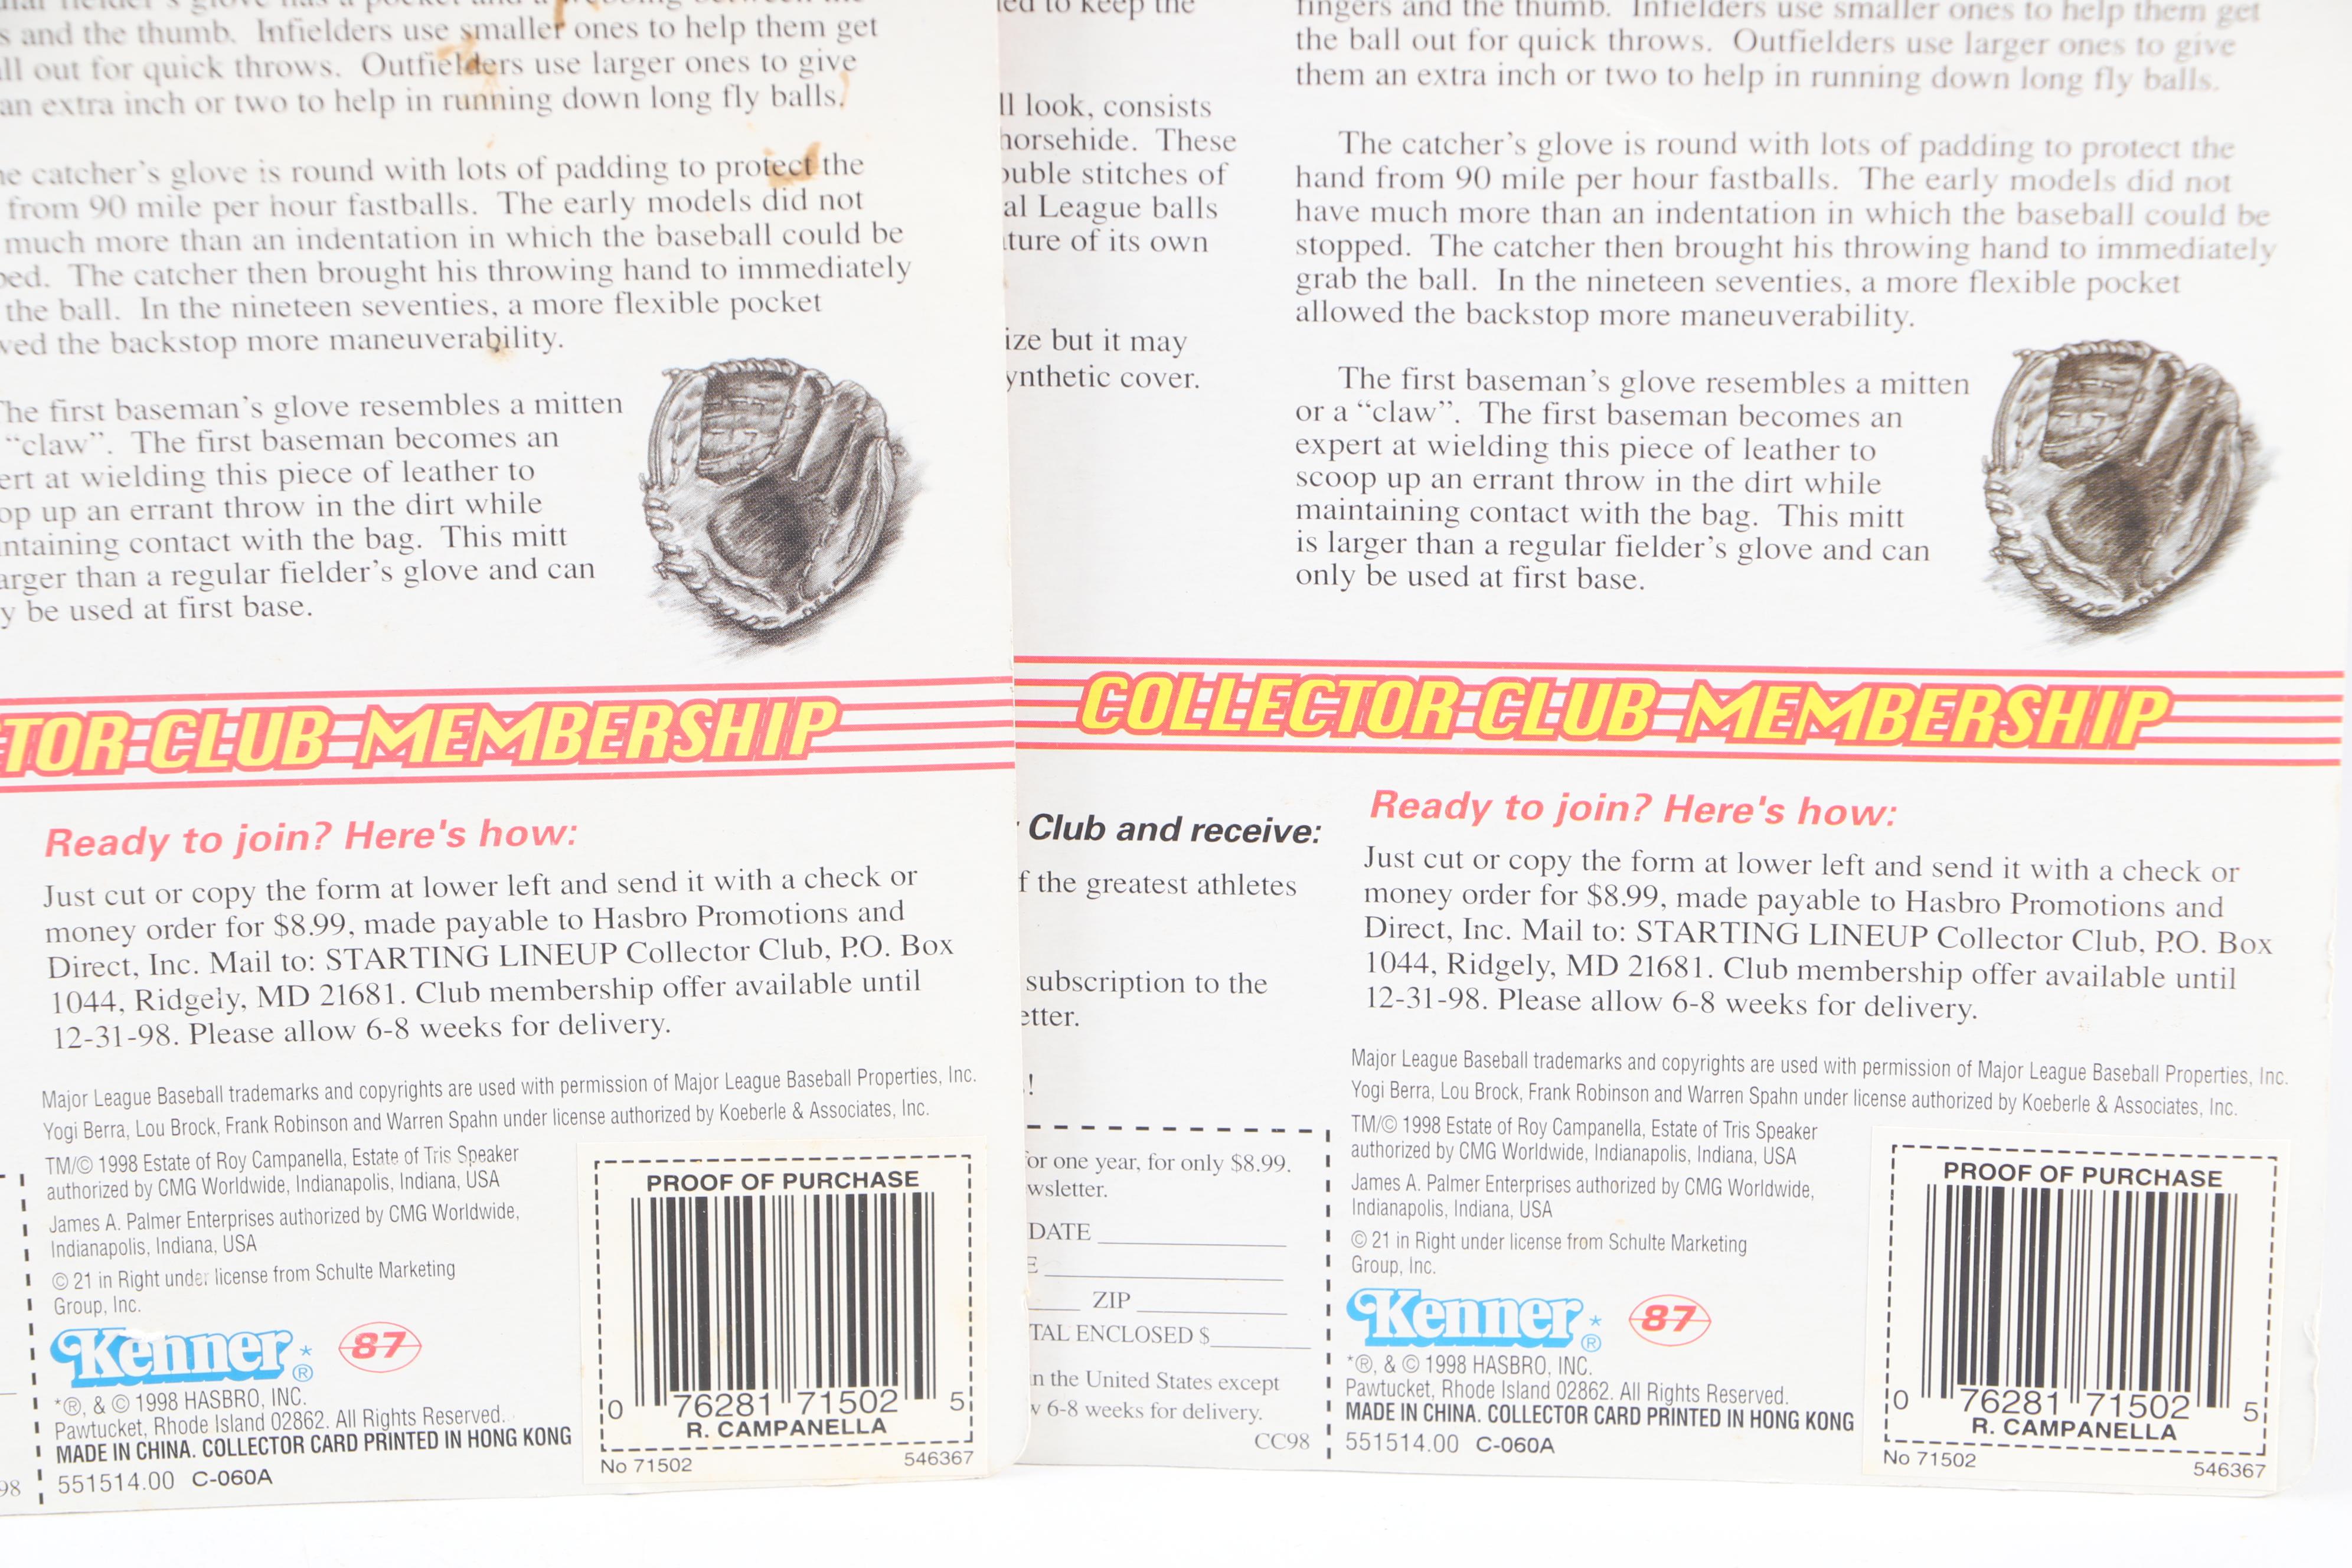 s and the thumb. Infielders use smaller ones to help them get
ll out for quick throws. Outfielders use larger ones to give
an extra inch or two to help in running down long fly balls.
e catcher's glove is round with lots of padding to protect the
from 90 mile per hour fastballs. The early models did not
much more than an indentation in which the baseball could be
ped. The catcher then brought his throwing hand to immediately
the ball. In the nineteen seventies, a more flexible pocket
wed the backstop more maneuverability.
The first baseman's glove resembles a mitten
"claw". The first baseman becomes an
ert at wielding this piece of leather to
op up an errant throw in the dirt while
ntaining contact with the bag. This mitt
arger than a regular fielder's glove and can
y be used at first base.
TOR CLUB MEMBERSHIP
Ready to join? Here's how:
Just cut or copy the form at lower left and send it with a check or
money order for $8.99, made payable to Hasbro Promotions and
Direct, Inc. Mail to: STARTING LINEUP Collector Club, P.O. Box
1044, Ridgely, MD 21681. Club membership offer available until
12-31-98. Please allow 6-8 weeks for delivery.
Major League Baseball trademarks and copyrights are used with permission of Major League Baseball Properties, Inc.
Yogi Berra, Lou Brock, Frank Robinson and Warren Spahn under license authorized by Koeberle & Associates, Inc.
TM/© 1998 Estate of Roy Campanella, Estate of Tris Speaker
authorized by CMG Worldwide, Indianapolis, Indiana, USA
James A. Palmer Enterprises authorized by CMG Worldwide,
Indianapolis, Indiana, USA
© 21 in Right under license from Schulte Marketing
Group, Inc.
Kenner*® 87
*®, & © 1998 HASBRO, INC.
Pawtucket, Rhode Island 02862. All Rights Reserved.
MADE IN CHINA. COLLECTOR CARD PRINTED IN HONG KONG
551514.00 C-060A
98
PROOF OF PURCHASE
0 76281 71502 5
R. CAMPANELLA
No 71502 546367
ed to keep the
ll look, consists
horsehide. These
ouble stitches of
al League balls
ture of its own
ize but it may
ynthetic cover.
fingers and the thumb. Infielders use smaller ones to help them get
the ball out for quick throws. Outfielders use larger ones to give
them an extra inch or two to help in running down long fly balls.
The catcher's glove is round with lots of padding to protect the
hand from 90 mile per hour fastballs. The early models did not
have much more than an indentation in which the baseball could be
stopped. The catcher then brought his throwing hand to immediately
grab the ball. In the nineteen seventies, a more flexible pocket
allowed the backstop more maneuverability.
The first baseman's glove resembles a mitten
or a "claw". The first baseman becomes an
expert at wielding this piece of leather to
scoop up an errant throw in the dirt while
maintaining contact with the bag. This mitt
is larger than a regular fielder's glove and can
only be used at first base.
COLLECTOR CLUB MEMBERSHIP
Club and receive:
f the greatest athletes
subscription to the
etter.
!
for one year, for only $8.99.
wsletter.
DATE
E
ZIP
TAL ENCLOSED $
n the United States except
w 6-8 weeks for delivery.
CC98
Ready to join? Here's how:
Just cut or copy the form at lower left and send it with a check or
money order for $8.99, made payable to Hasbro Promotions and
Direct, Inc. Mail to: STARTING LINEUP Collector Club, P.O. Box
1044, Ridgely, MD 21681. Club membership offer available until
12-31-98. Please allow 6-8 weeks for delivery.
Major League Baseball trademarks and copyrights are used with permission of Major League Baseball Properties, Inc.
Yogi Berra, Lou Brock, Frank Robinson and Warren Spahn under license authorized by Koeberle & Associates, Inc.
TM/© 1998 Estate of Roy Campanella, Estate of Tris Speaker
authorized by CMG Worldwide, Indianapolis, Indiana, USA
James A. Palmer Enterprises authorized by CMG Worldwide,
Indianapolis, Indiana, USA
© 21 in Right under license from Schulte Marketing
Group, Inc.
Kenner*® 87
*®, & © 1998 HASBRO, INC.
Pawtucket, Rhode Island 02862. All Rights Reserved.
MADE IN CHINA. COLLECTOR CARD PRINTED IN HONG KONG
551514.00 C-060A
PROOF OF PURCHASE
0 76281 71502 5
R. CAMPANELLA
No 71502 546367